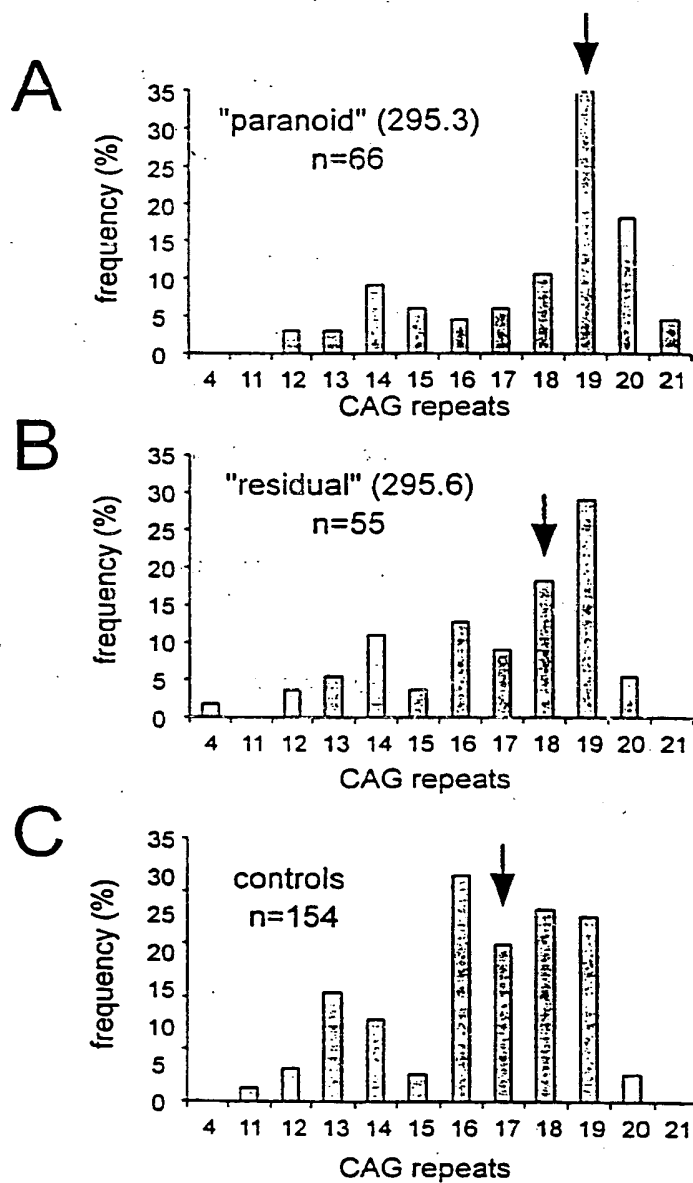 A
"paranoid" (295.3)
n=66
frequency (%)
35
30
25
20
15
10
5
0
4 11 12 13 14 15 16 17 18 19 20 21
CAG repeats
B
"residual" (295.6)
n=55
frequency (%)
35
30
25
20
15
10
5
0
4 11 12 13 14 15 16 17 18 19 20 21
CAG repeats
C
controls
n=154
frequency (%)
35
30
25
20
15
10
5
0
4 11 12 13 14 15 16 17 18 19 20 21
CAG repeats